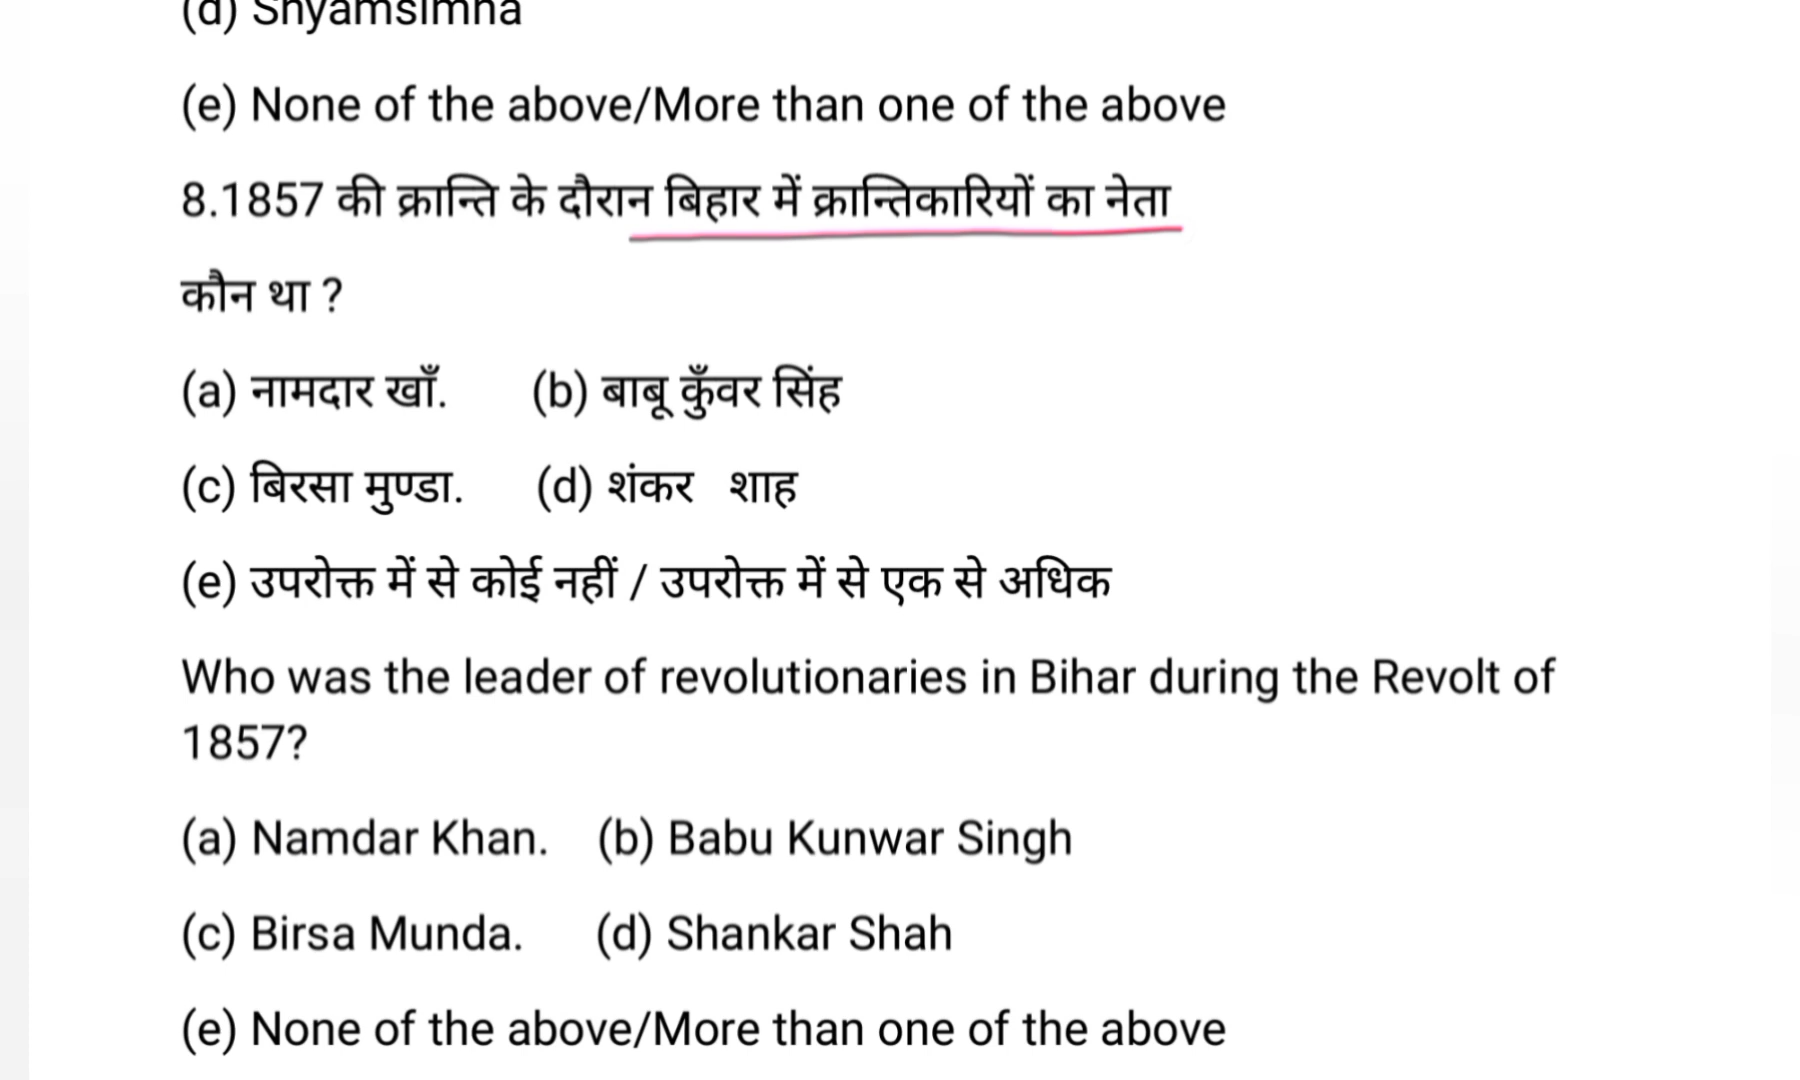 (d) Shyamsimha
(e) None of the above/More than one of the above
8.1857 की क्रान्ति के दौरान बिहार में क्रान्तिकारियों का नेता
कौन था ?
(a) नामदार खाँ. (b) बाबू कुँवर सिंह
(c) बिरसा मुण्डा. (d) शंकर शाह
(e) उपरोक्त में से कोई नहीं / उपरोक्त में से एक से अधिक
Who was the leader of revolutionaries in Bihar during the Revolt of
1857?
(a) Namdar Khan. (b) Babu Kunwar Singh
(c) Birsa Munda. (d) Shankar Shah
(e) None of the above/More than one of the above